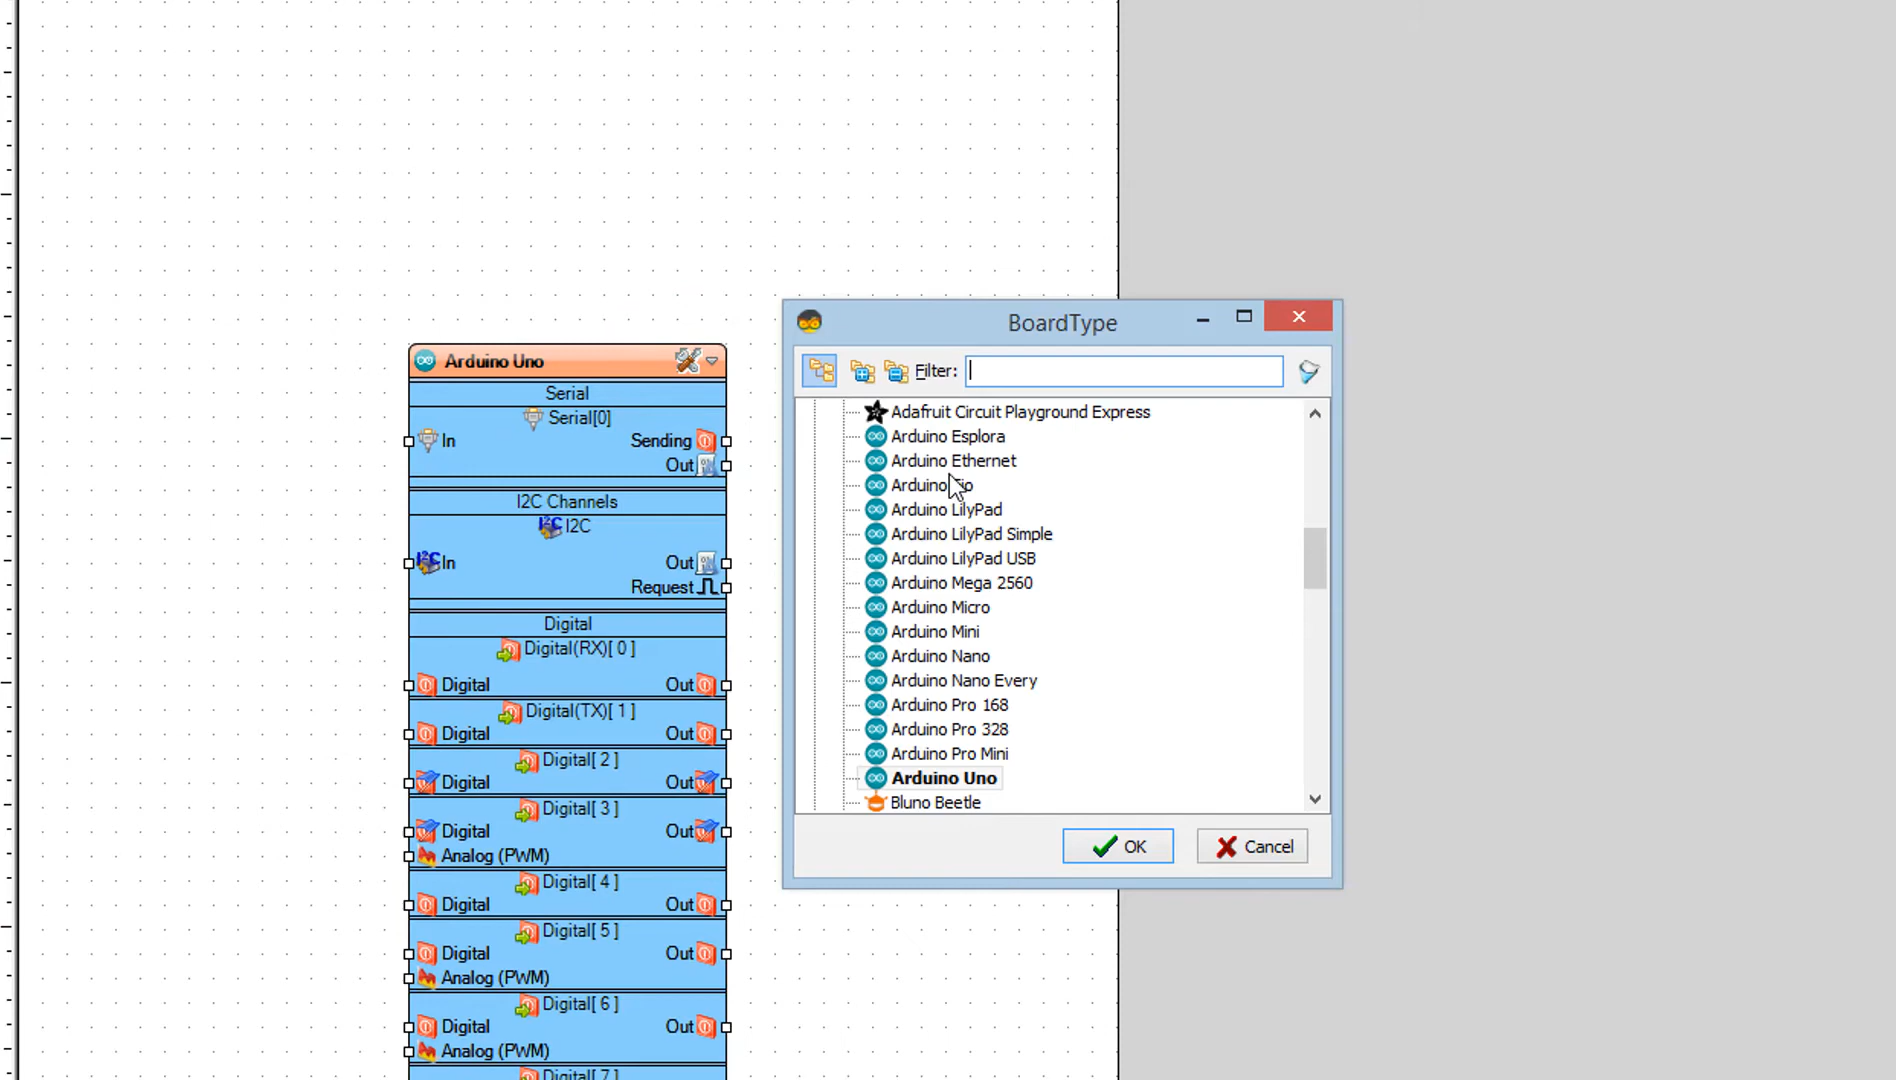 Arduino Uno
Serial
Serial[0]
In
Sending
Out
I2C Channels
I2C
I2C
In
Out
Request
Digital
Digital(RX)[ 0 ]
Digital
Out
Digital(TX)[ 1 ]
Digital
Out
Digital[ 2 ]
Digital
Out
Digital[ 3 ]
Digital
Out
Analog (PWM)
Digital[ 4 ]
Digital
Out
Digital[ 5 ]
Digital
Out
Analog (PWM)
Digital[ 6 ]
Digital
Out
Analog (PWM)
Digital[ 7 ]
BoardType
Filter:
Adafruit Circuit Playground Express
Arduino Esplora
Arduino Ethernet
Arduino
Arduino LilyPad
Arduino LilyPad Simple
Arduino LilyPad USB
Arduino Mega 2560
Arduino Micro
Arduino Mini
Arduino Nano
Arduino Nano Every
Arduino Pro 168
Arduino Pro 328
Arduino Pro Mini
Arduino Uno
Bluno Beetle
OK
Cancel